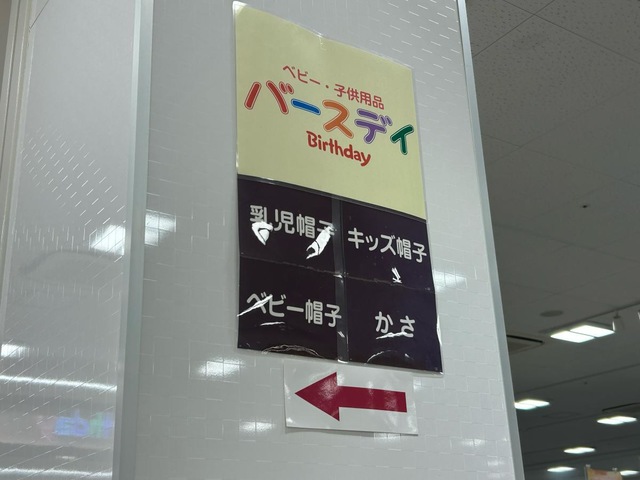 ベビー・子供用品
バースデイ
Birthday
乳児帽子
キッズ帽子
ベビー帽子
かさ